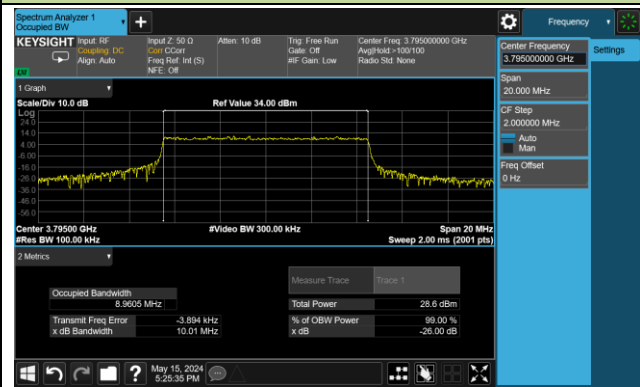 Spectrum Analyzer 1
Occupied BW
+
Frequency
KEYSIGHT
Input: RF
Coupling: DC
Align: Auto
Input Z: 50 Ω
Corr CCorr
Freq Ref: Int (S)
NFE: Off
Atten: 10 dB
Trig: Free Run
Gate: Off
#IF Gain: Low
Center Freq: 3.795000000 GHz
Avg|Hold:>100/100
Radio Std: None
Center Frequency
3.795000000 GHz
Settings
Span
20.000 MHz
CF Step
2.000000 MHz
Auto
Man
Freq Offset
0 Hz
1 Graph
Scale/Div 10.0 dB
Ref Value 34.00 dBm
Log
24.0
14.0
4.00
-6.00
-16.0
-26.0
-36.0
-46.0
-56.0
Center 3.79500 GHz
#Video BW 300.00 kHz
Span 20 MHz
#Res BW 100.00 kHz
Sweep 2.00 ms (2001 pts)
2 Metrics
Measure Trace
Trace 1
Occupied Bandwidth
8.9605 MHz
Total Power
28.6 dBm
Transmit Freq Error
-3.894 kHz
% of OBW Power
99.00 %
x dB Bandwidth
10.01 MHz
x dB
-26.00 dB
?
May 15, 2024
5:25:35 PM